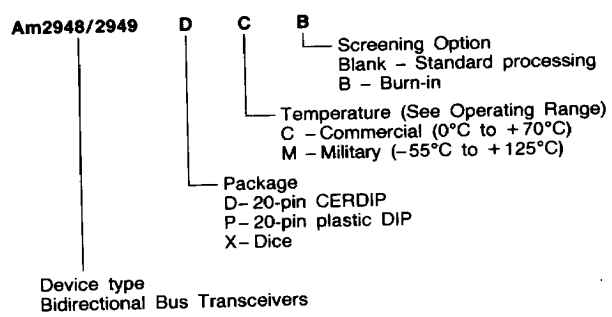 Am2948/2949 D C B
Screening Option
Blank – Standard processing
B – Burn-in
Temperature (See Operating Range)
C – Commercial (0°C to +70°C)
M – Military (–55°C to +125°C)
Package
D– 20-pin CERDIP
P– 20-pin plastic DIP
X– Dice
Device type
Bidirectional Bus Transceivers